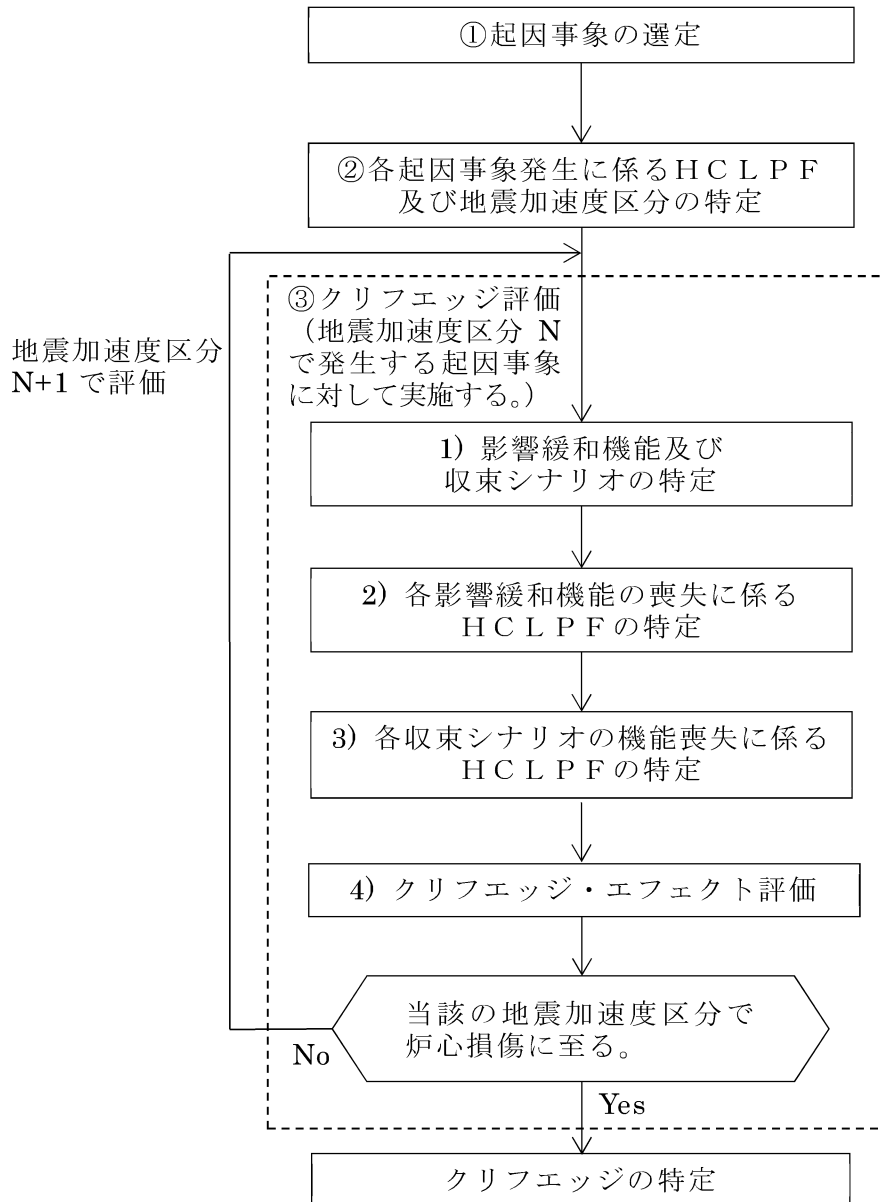 ①起因事象の選定
②各起因事象発生に係るＨＣＬＰＦ
及び地震加速度区分の特定
③クリフエッジ評価
（地震加速度区分 N
で発生する起因事象
に対して実施する。）
地震加速度区分
N+1 で評価
1) 影響緩和機能及び
収束シナリオの特定
2) 各影響緩和機能の喪失に係る
ＨＣＬＰＦの特定
3) 各収束シナリオの機能喪失に係る
ＨＣＬＰＦの特定
4) クリフエッジ・エフェクト評価
当該の地震加速度区分で
炉心損傷に至る。
No
Yes
クリフエッジの特定